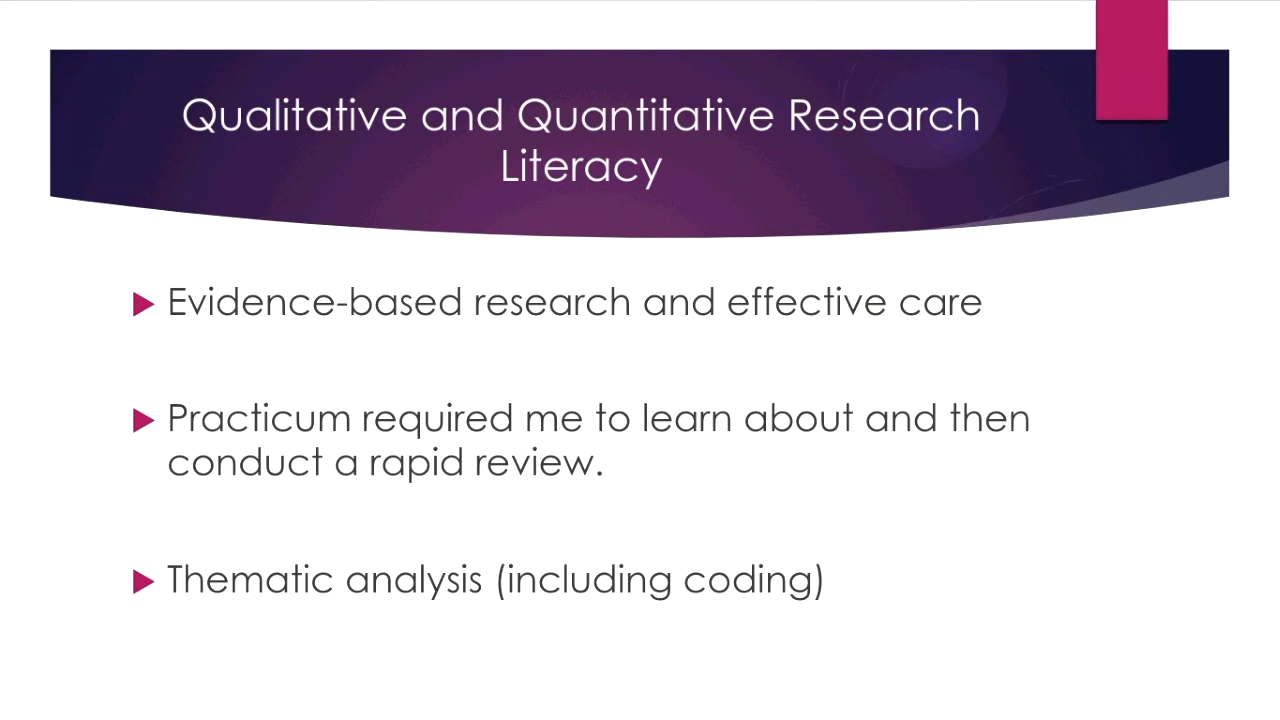 Qualitative and Quantitative Research
Literacy
Evidence-based research and effective care
Practicum required me to learn about and then
conduct a rapid review.
Thematic analysis (including coding)